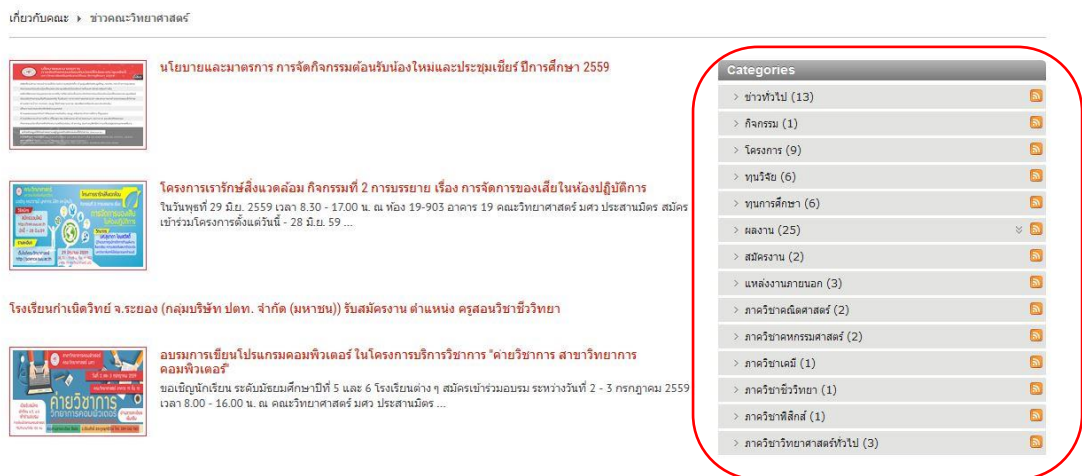 เกี่ยวกับคณะ ▸ ข่าวคณะวิทยาศาสตร์
นโยบายและมาตรการ การจัดกิจกรรมต้อนรับน้องใหม่และประชุมเชียร์ ปีการศึกษา 2559
โครงการเรารักษ์สิ่งแวดล้อม กิจกรรมที่ 2 การบรรยาย เรื่อง การจัดการของเสียในห้องปฏิบัติการ
ในวันพุธที่ 29 มิ.ย. 2559 เวลา 8.30 - 17.00 น. ณ ห้อง 19-903 อาคาร 19 คณะวิทยาศาสตร์ มศว ประสานมิตร สมัคร
เข้าร่วมโครงการตั้งแต่วันนี้ - 28 มิ.ย. 59 ...
โรงเรียนกำเนิดวิทย์ จ.ระยอง (กลุ่มบริษัท ปตท. จำกัด (มหาชน)) รับสมัครงาน ตำแหน่ง ครูสอนวิชาชีววิทยา
ค่ายวิชาการ
วิทยาการคอมพิวเตอร์
อบรมการเขียนโปรแกรมคอมพิวเตอร์ ในโครงการบริการวิชาการ "ค่ายวิชาการ สาขาวิทยาการ
คอมพิวเตอร์"
ขอเชิญนักเรียน ระดับมัธยมศึกษาปีที่ 5 และ 6 โรงเรียนต่าง ๆ สมัครเข้าร่วมอบรม ระหว่างวันที่ 2 - 3 กรกฎาคม 2559
เวลา 8.00 - 16.00 น. ณ คณะวิทยาศาสตร์ มศว ประสานมิตร ...
Categories
> ข่าวทั่วไป (13)
> กิจกรรม (1)
> โครงการ (9)
> ทุนวิจัย (6)
> ทุนการศึกษา (6)
> ผลงาน (25)
> สมัครงาน (2)
> แหล่งงานภายนอก (3)
> ภาควิชาคณิตศาสตร์ (2)
> ภาควิชาคหกรรมศาสตร์ (2)
> ภาควิชาเคมี (1)
> ภาควิชาชีววิทยา (1)
> ภาควิชาฟิสิกส์ (1)
> ภาควิชาวิทยาศาสตร์ทั่วไป (3)